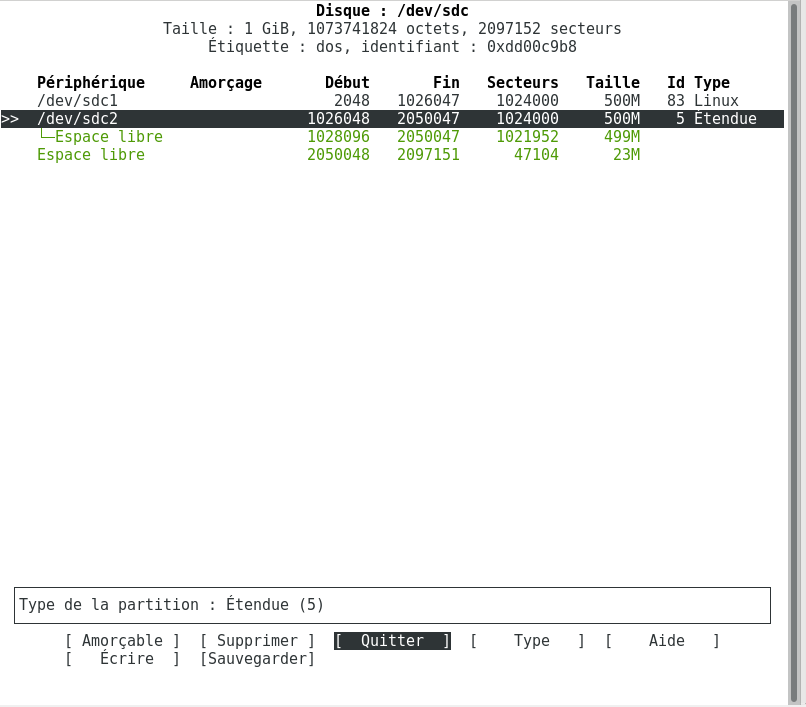 Disque : /dev/sdc
Taille : 1 GiB, 1073741824 octets, 2097152 secteurs
Étiquette : dos, identifiant : 0xdd00c9b8
Périphérique Amorçage Début Fin Secteurs Taille Id Type
/dev/sdc1 2048 1026047 1024000 500M 83 Linux
>> /dev/sdc2 1026048 2050047 1024000 500M 5 Étendue
└─Espace libre 1028096 2050047 1021952 499M
Espace libre 2050048 2097151 47104 23M
Type de la partition : Étendue (5)
[ Amorçable ] [ Supprimer ] [ Quitter ] [ Type ] [ Aide ]
[ Écrire ] [Sauvegarder]